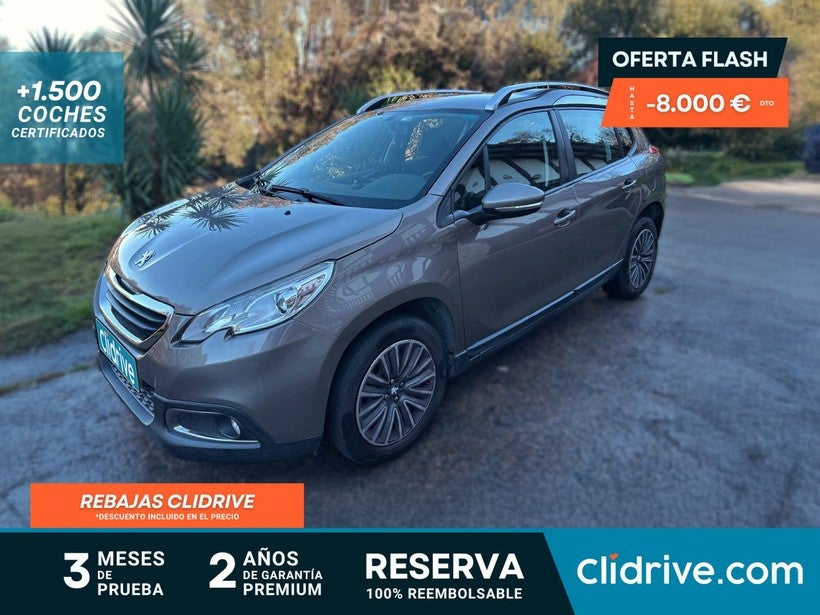 +1.500
COCHES
CERTIFICADOS
OFERTA FLASH
HASTA
-8.000 € DTO
Clidrive
REBAJAS CLIDRIVE
*DESCUENTO INCLUIDO EN EL PRECIO
3 MESES
DE
PRUEBA
2 AÑOS
DE GARANTÍA
PREMIUM
RESERVA
100% REEMBOLSABLE
Clidrive.com